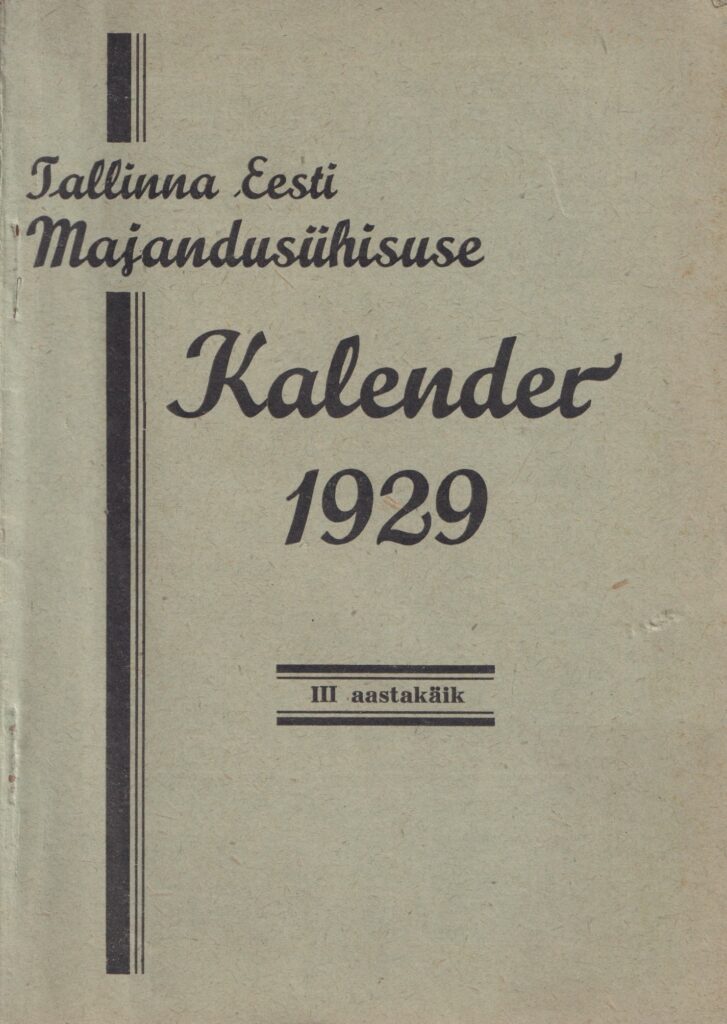 Tallinna Eesti
Majandusühisuse
Kalender
1929
III aastakäik